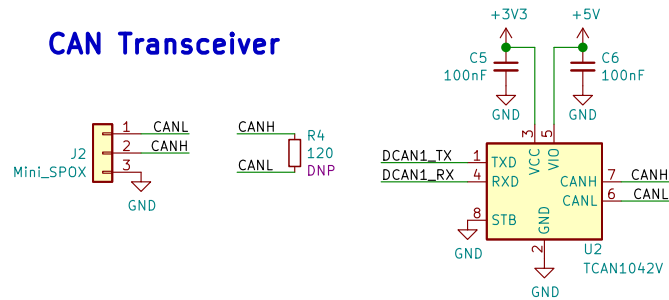 CAN Transceiver
+3V3
+5V
C5
100nF
C6
100nF
GND
GND
J2
Mini_SPOX
1
CANL
2
CANH
3
GND
CANH
R4
120
DNP
CANL
DCAN1_TX
1
TXD
DCAN1_RX
4
RXD
8
STB
GND
3
VCC
5
VIO
CANH
7
CANH
CANL
6
CANL
GND
2
GND
U2
TCAN1042V